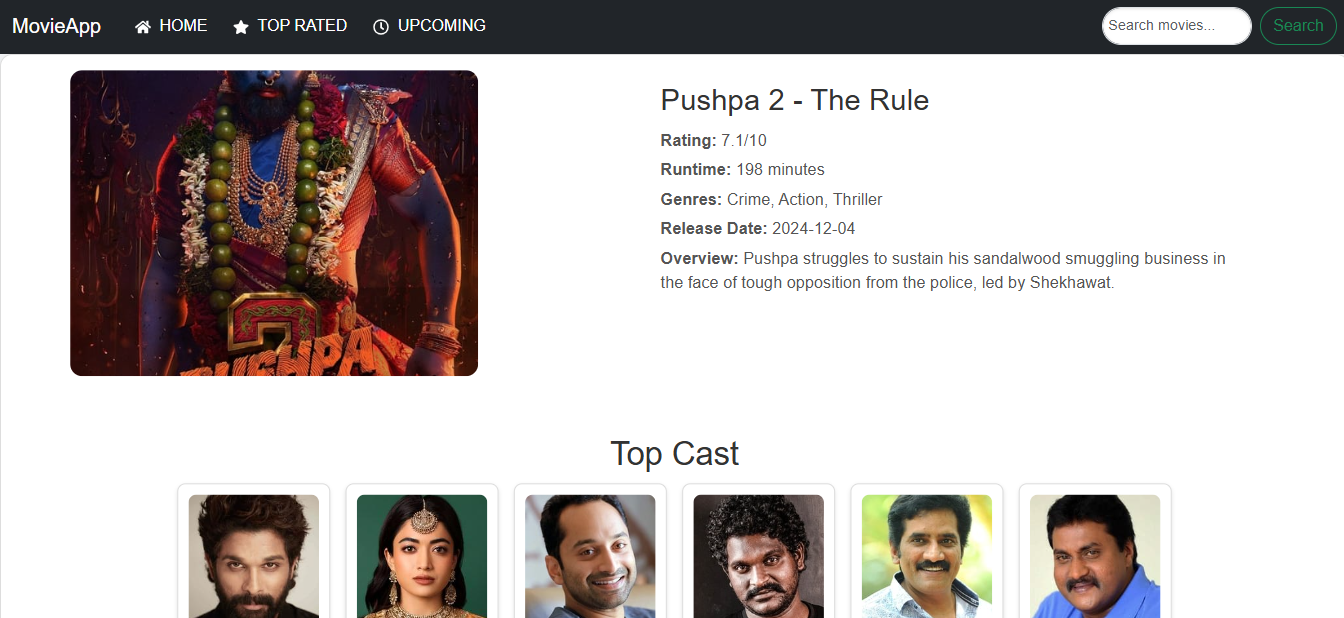 MovieApp HOME TOP RATED UPCOMING Search movies... Search
Pushpa 2 - The Rule
Rating: 7.1/10
Runtime: 198 minutes
Genres: Crime, Action, Thriller
Release Date: 2024-12-04
Overview: Pushpa struggles to sustain his sandalwood smuggling business in
the face of tough opposition from the police, led by Shekhawat.
2
PUSHPA
Top Cast